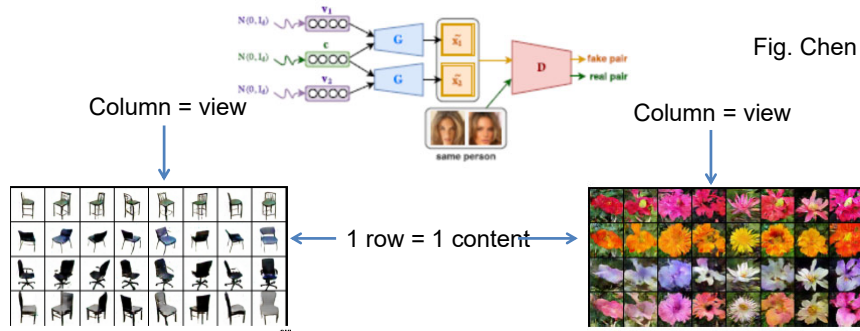 N(0, I_d) v₁
G x̃₁
N(0, I_d) c
D fake pair
real pair
G x̃₂
N(0, I_d) v₂
same person
Fig. Chen
Column = view
Column = view
1 row = 1 content